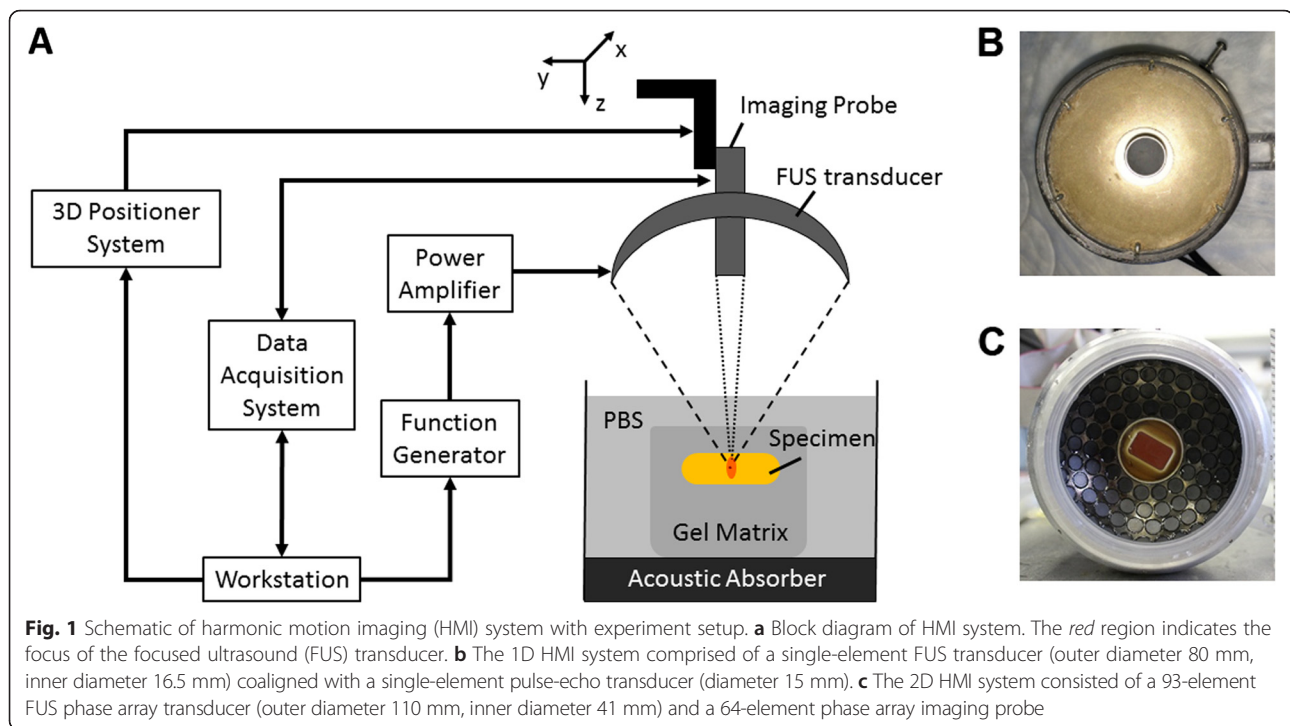 A
x
y
z
Imaging Probe
FUS transducer
3D Positioner
System
Power
Amplifier
Data
Acquisition
System
Function
Generator
Workstation
PBS
Specimen
Gel Matrix
Acoustic Absorber
B
C
Fig. 1 Schematic of harmonic motion imaging (HMI) system with experiment setup. a Block diagram of HMI system. The red region indicates the
focus of the focused ultrasound (FUS) transducer. b The 1D HMI system comprised of a single-element FUS transducer (outer diameter 80 mm,
inner diameter 16.5 mm) coaligned with a single-element pulse-echo transducer (diameter 15 mm). c The 2D HMI system consisted of a 93-element
FUS phase array transducer (outer diameter 110 mm, inner diameter 41 mm) and a 64-element phase array imaging probe